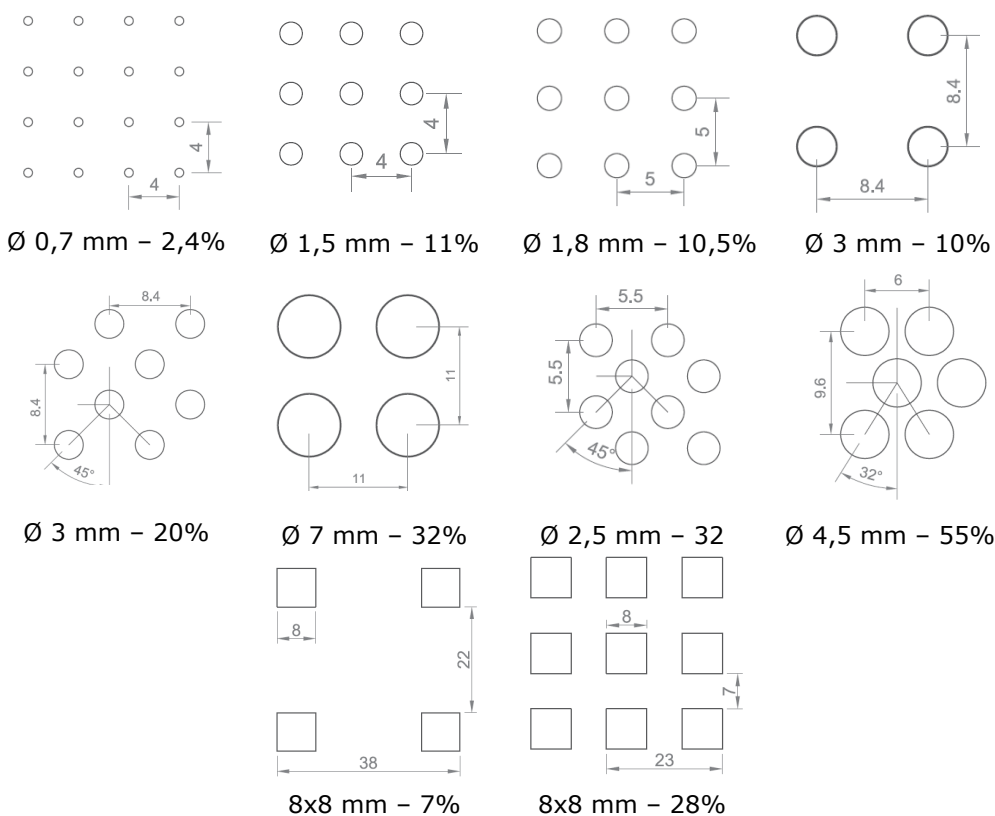 4
4
4
4
5
5
8.4
8.4
Ø 0,7 mm – 2,4%
Ø 1,5 mm – 11%
Ø 1,8 mm – 10,5%
Ø 3 mm – 10%
8.4
8.4
45°
11
11
5.5
5.5
45°
6
9.6
32°
Ø 3 mm – 20%
Ø 7 mm – 32%
Ø 2,5 mm – 32
Ø 4,5 mm – 55%
8
22
38
8
7
23
8x8 mm – 7%
8x8 mm – 28%